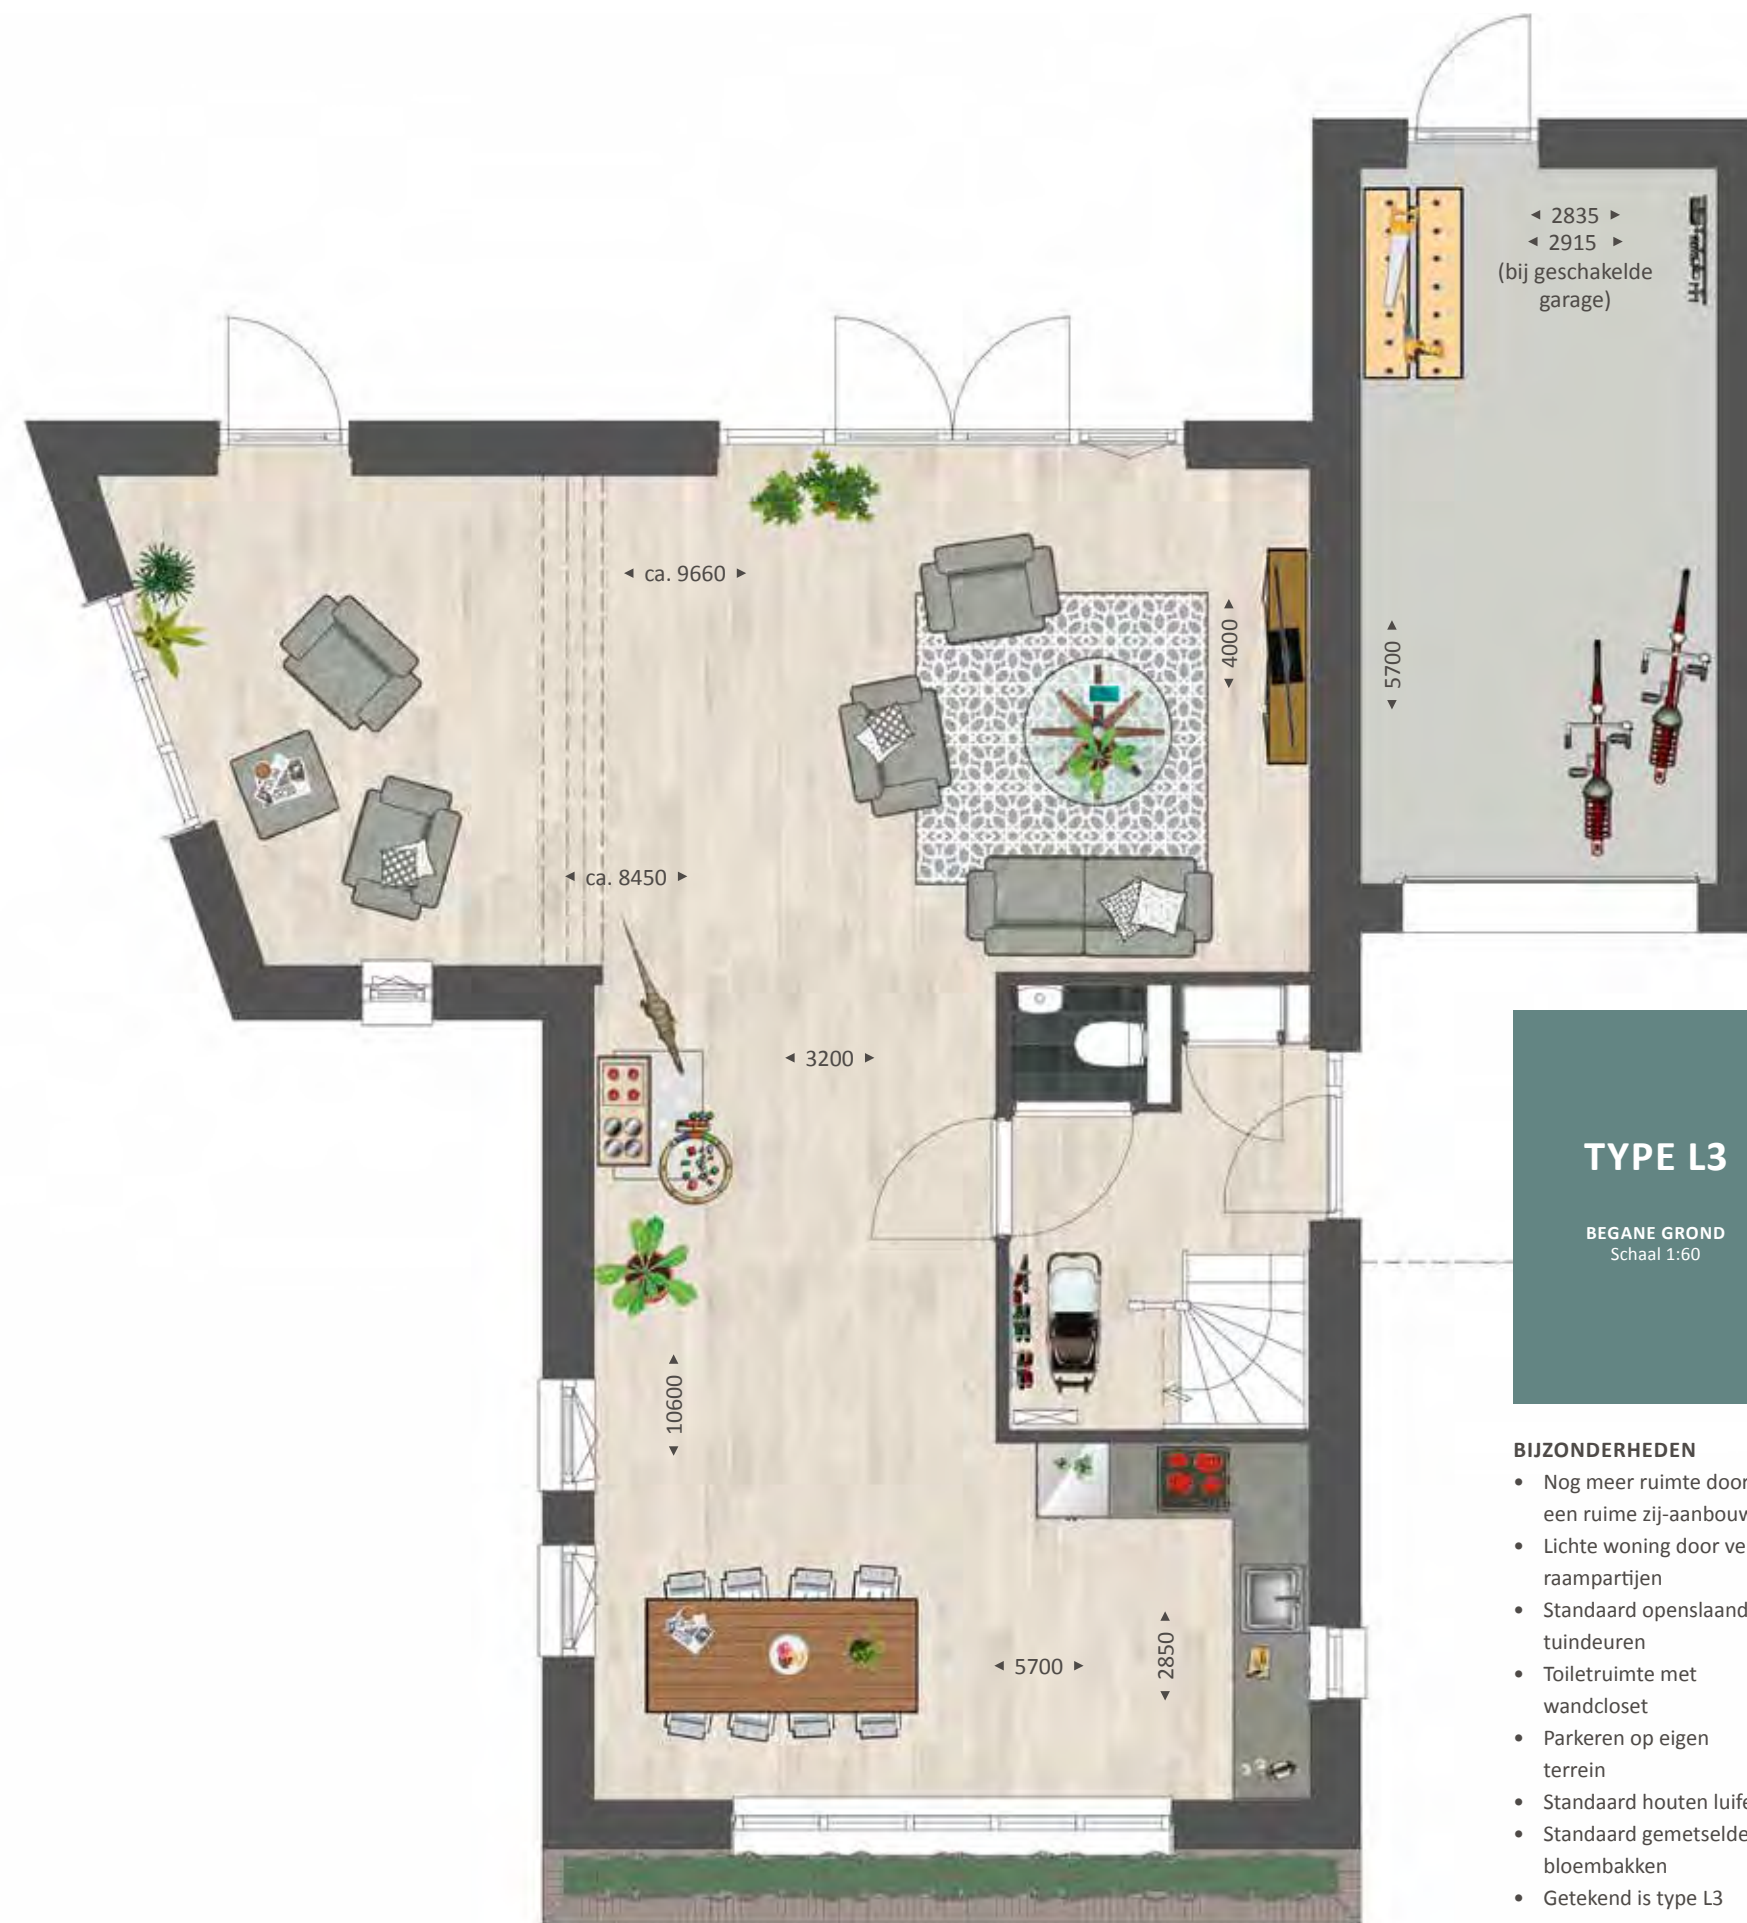 ◄ 2835 ►
◄ 2915 ►
(bij geschakelde
garage)
◄ ca. 9660 ►
◄ 4000 ►
◄ 5700 ►
◄ ca. 8450 ►
◄ 3200 ►
◄ 10600 ►
◄ 5700 ►
◄ 2850 ►
TYPE L3
BEGANE GROND
Schaal 1:60
BIJZONDERHEDEN
• Nog meer ruimte door
een ruime zij-aanbouw
• Lichte woning door ve
raampartijen
• Standaard openslaand
tuindeuren
• Toiletruimte met
wandcloset
• Parkeren op eigen
terrein
• Standaard houten luife
• Standaard gemetselde
bloembakken
• Getekend is type L3